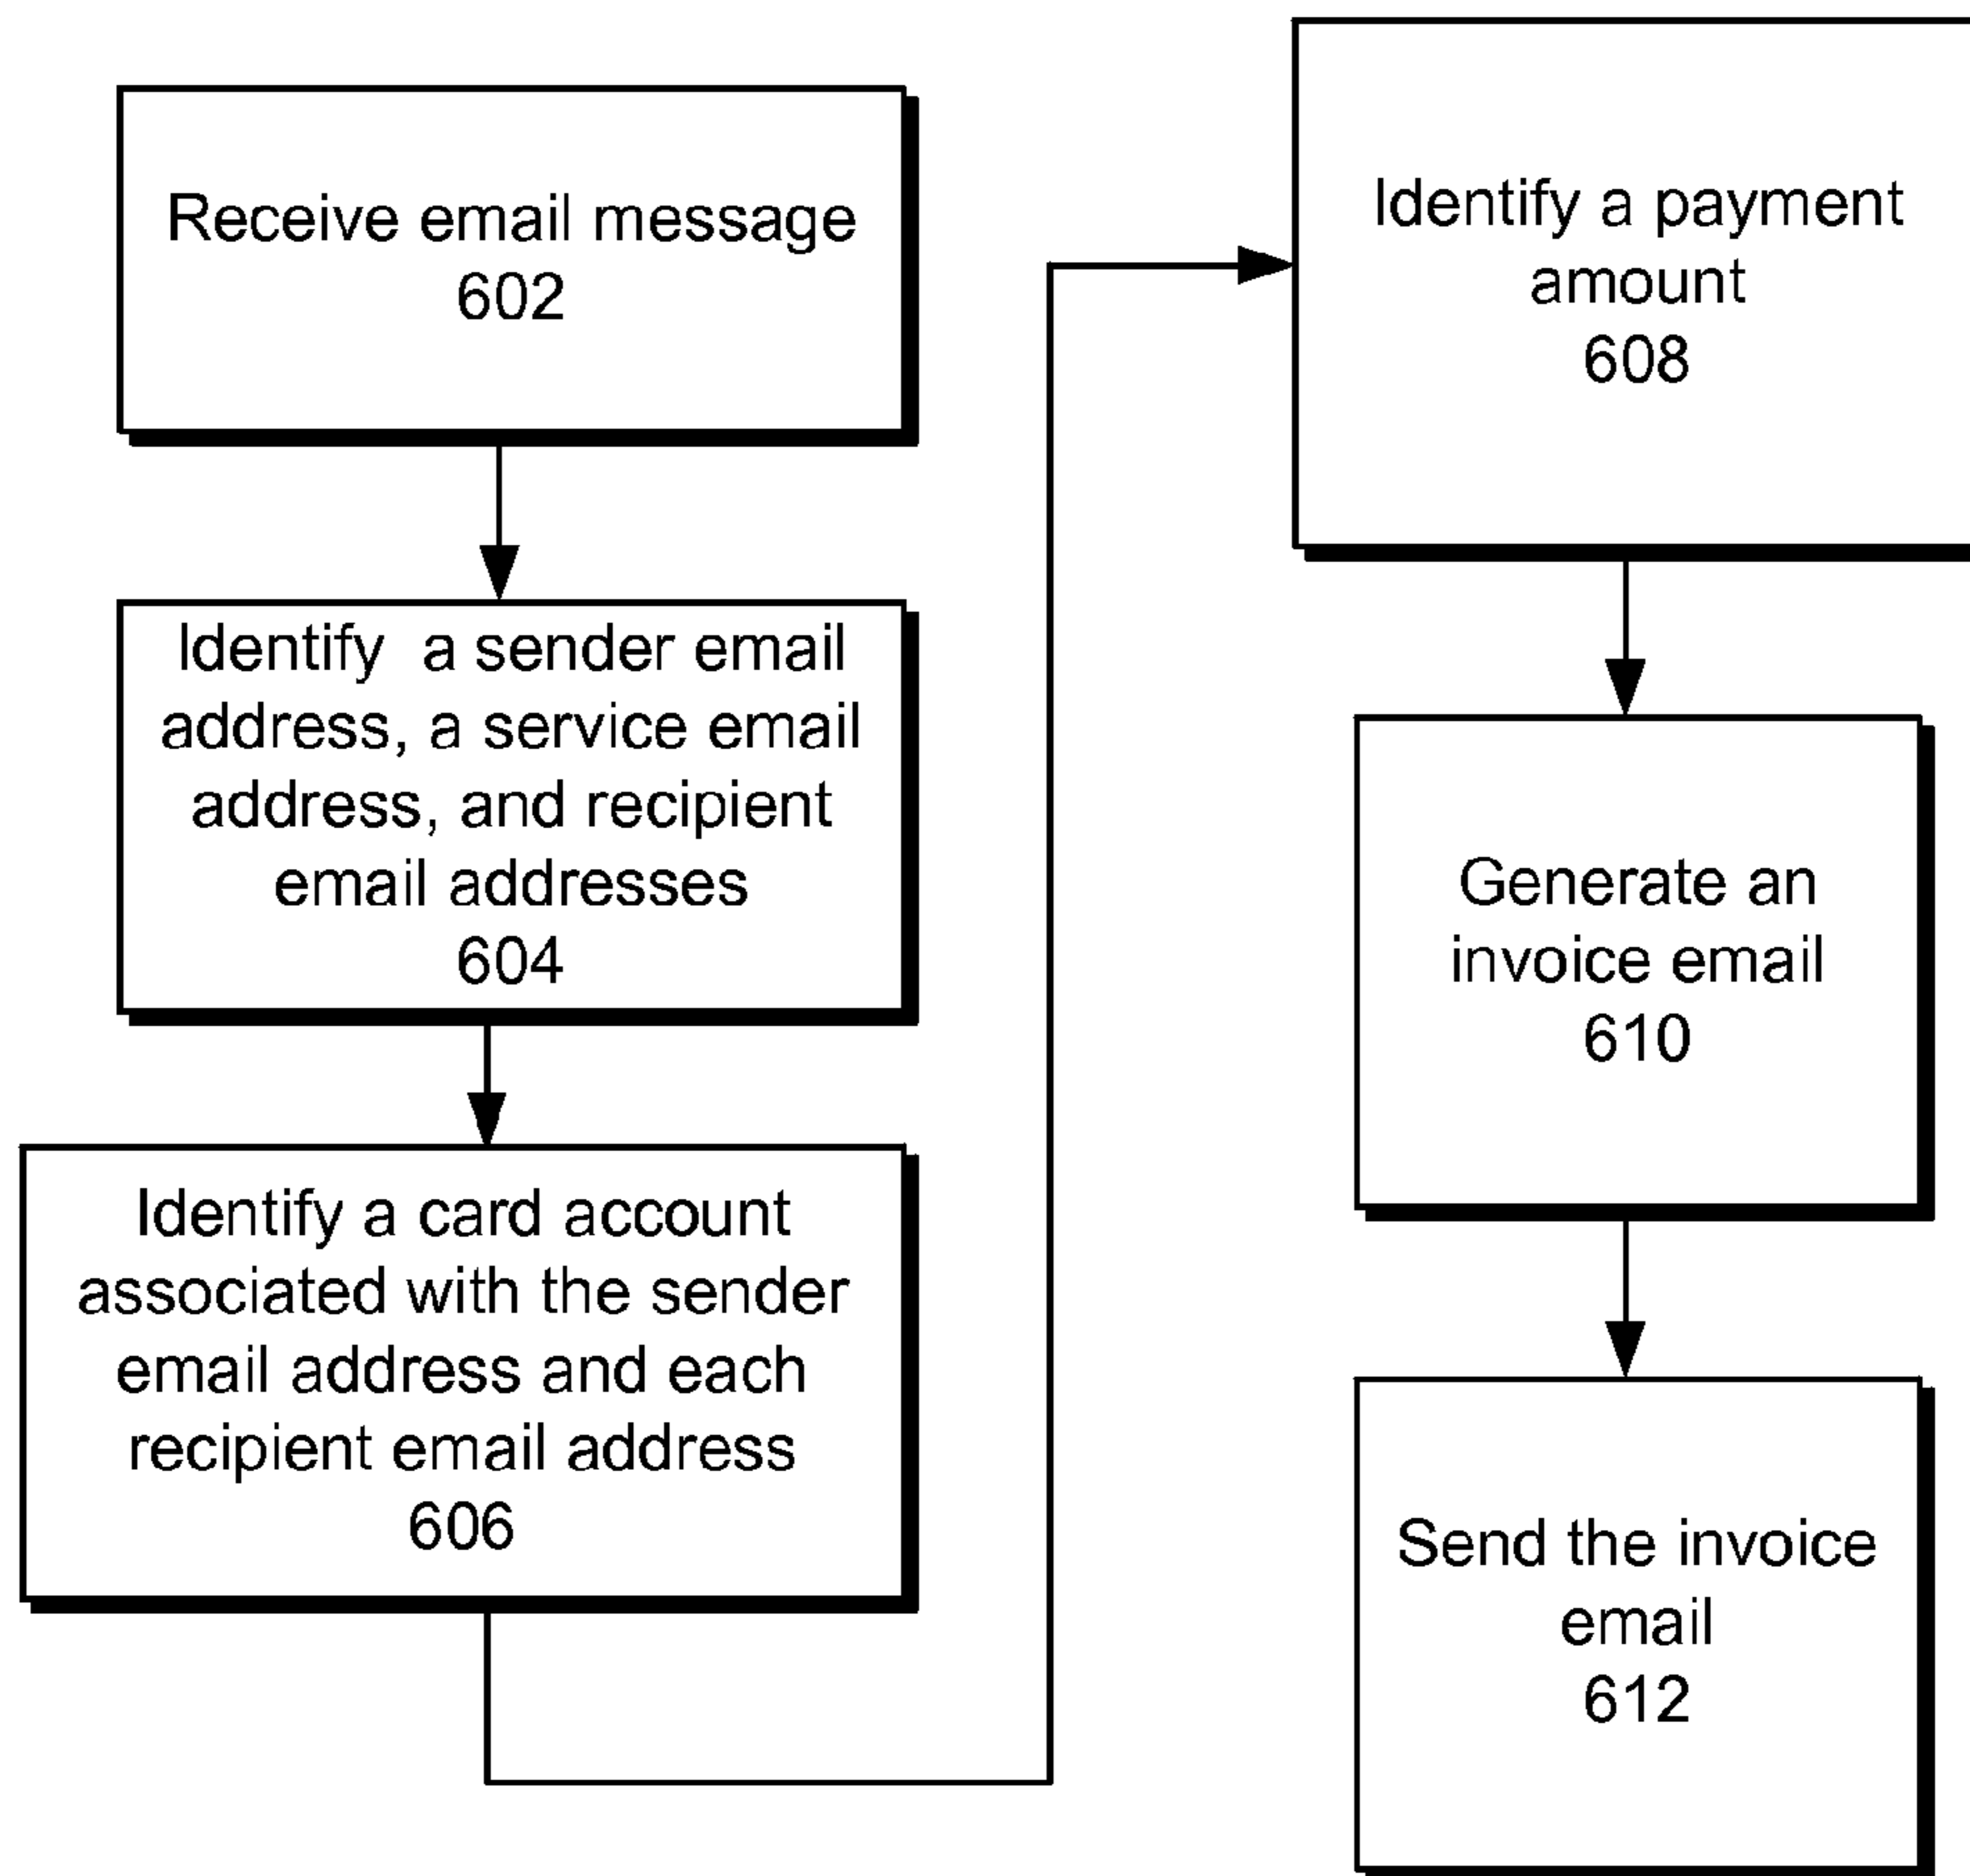 Receive email message
602
Identify a sender email
address, a service email
address, and recipient
email addresses
604
Identify a card account
associated with the sender
email address and each
recipient email address
606
Identify a payment
amount
608
Generate an
invoice email
610
Send the invoice
email
612